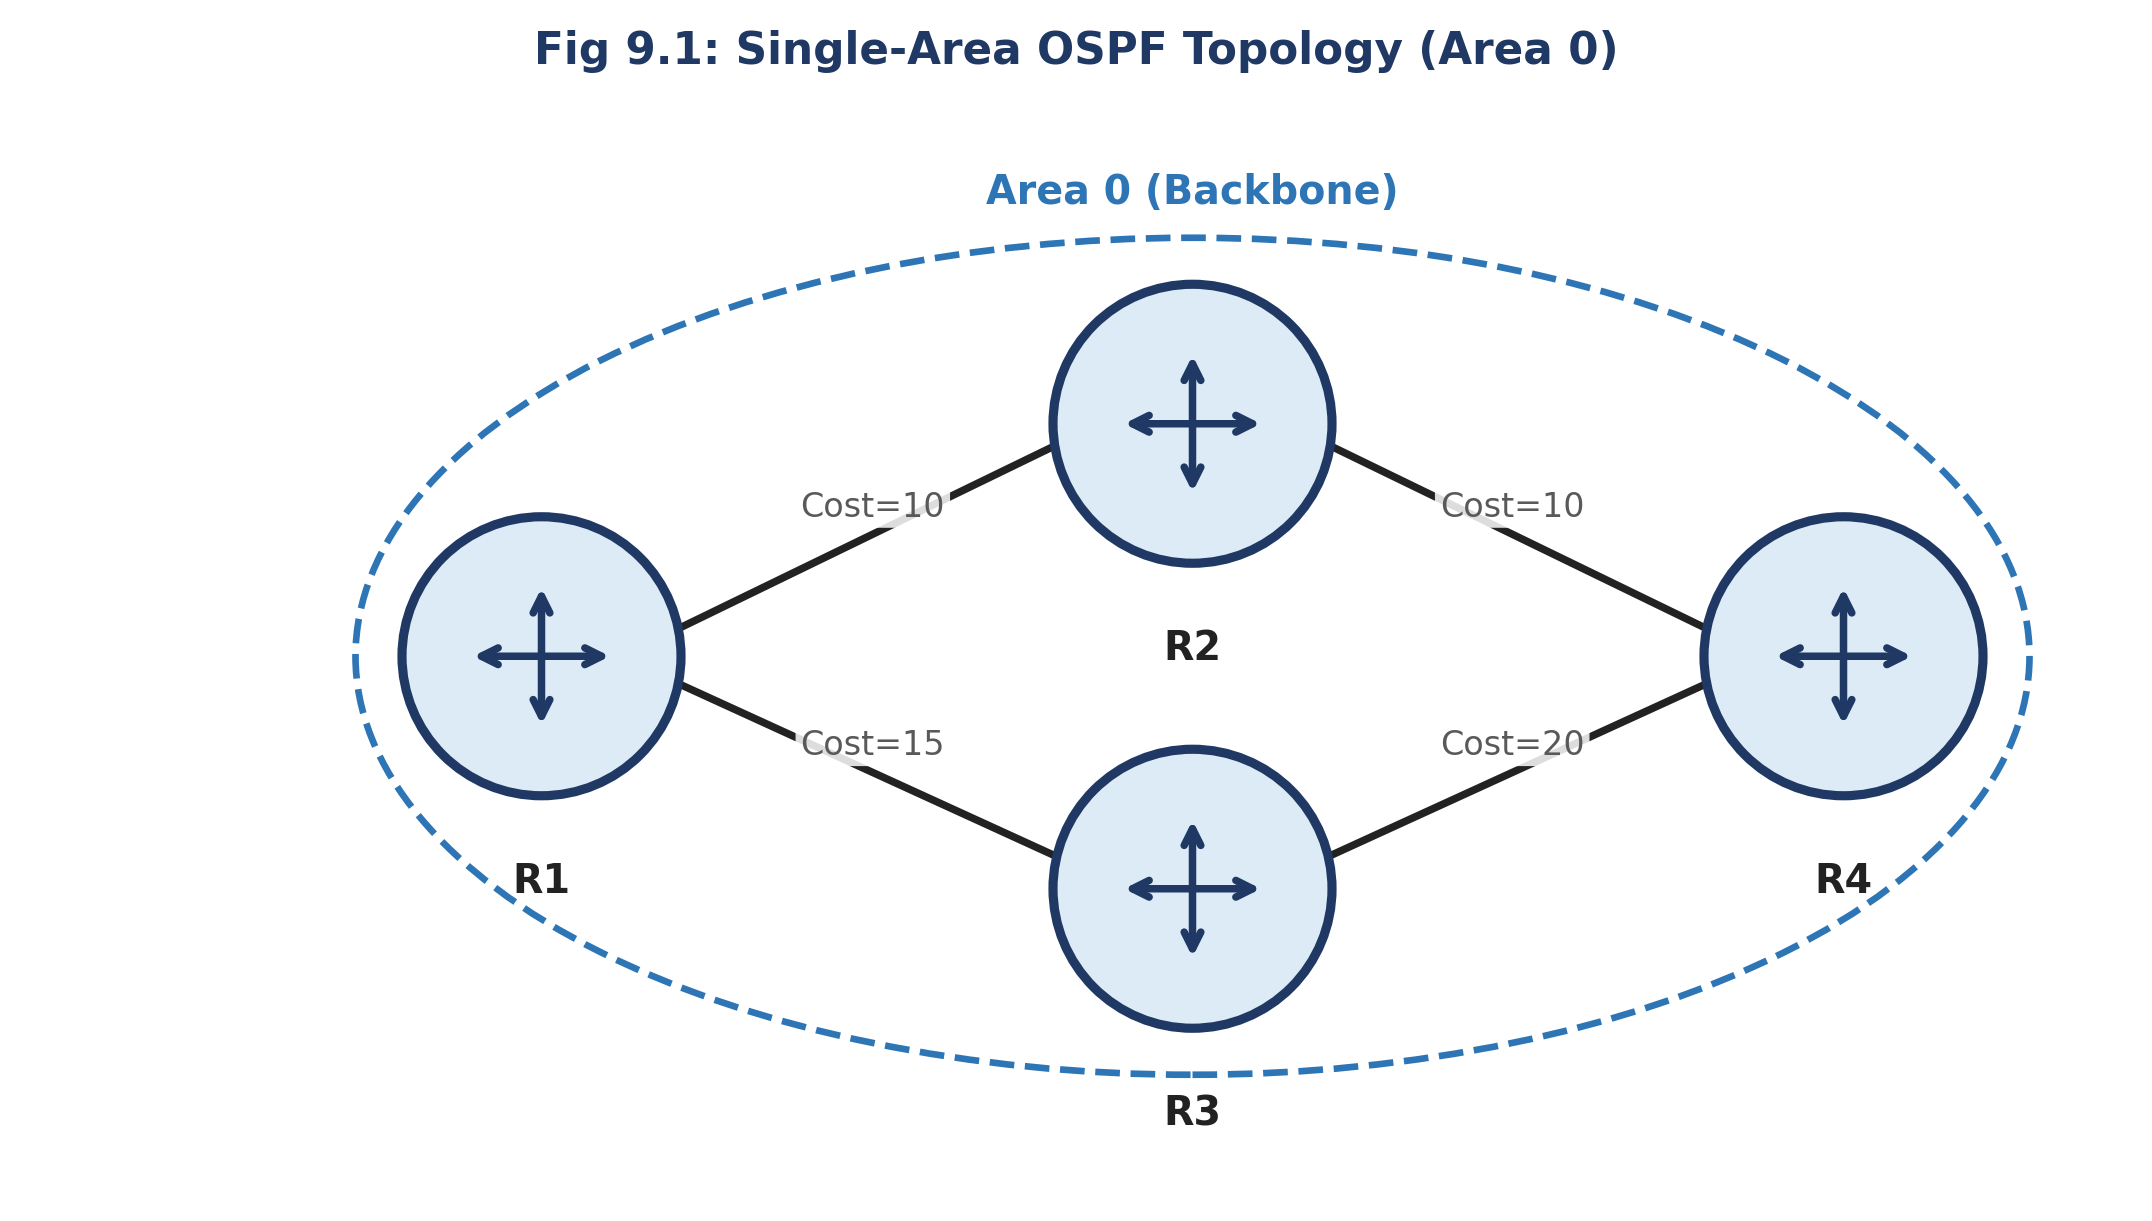 Fig 9.1: Single-Area OSPF Topology (Area 0)
Area 0 (Backbone)
Cost=10
Cost=10
R2
Cost=15
Cost=20
R1
R4
R3